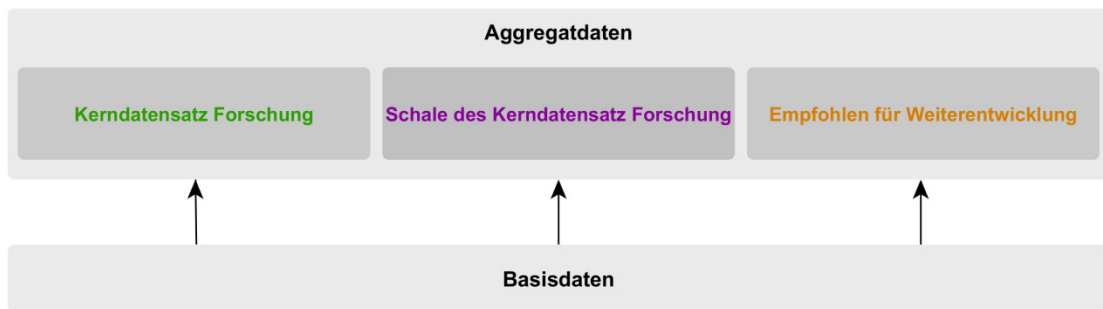 Aggregatdaten
Kerndatensatz Forschung
Schale des Kerndatensatz Forschung
Empfohlen für Weiterentwicklung
Basisdaten